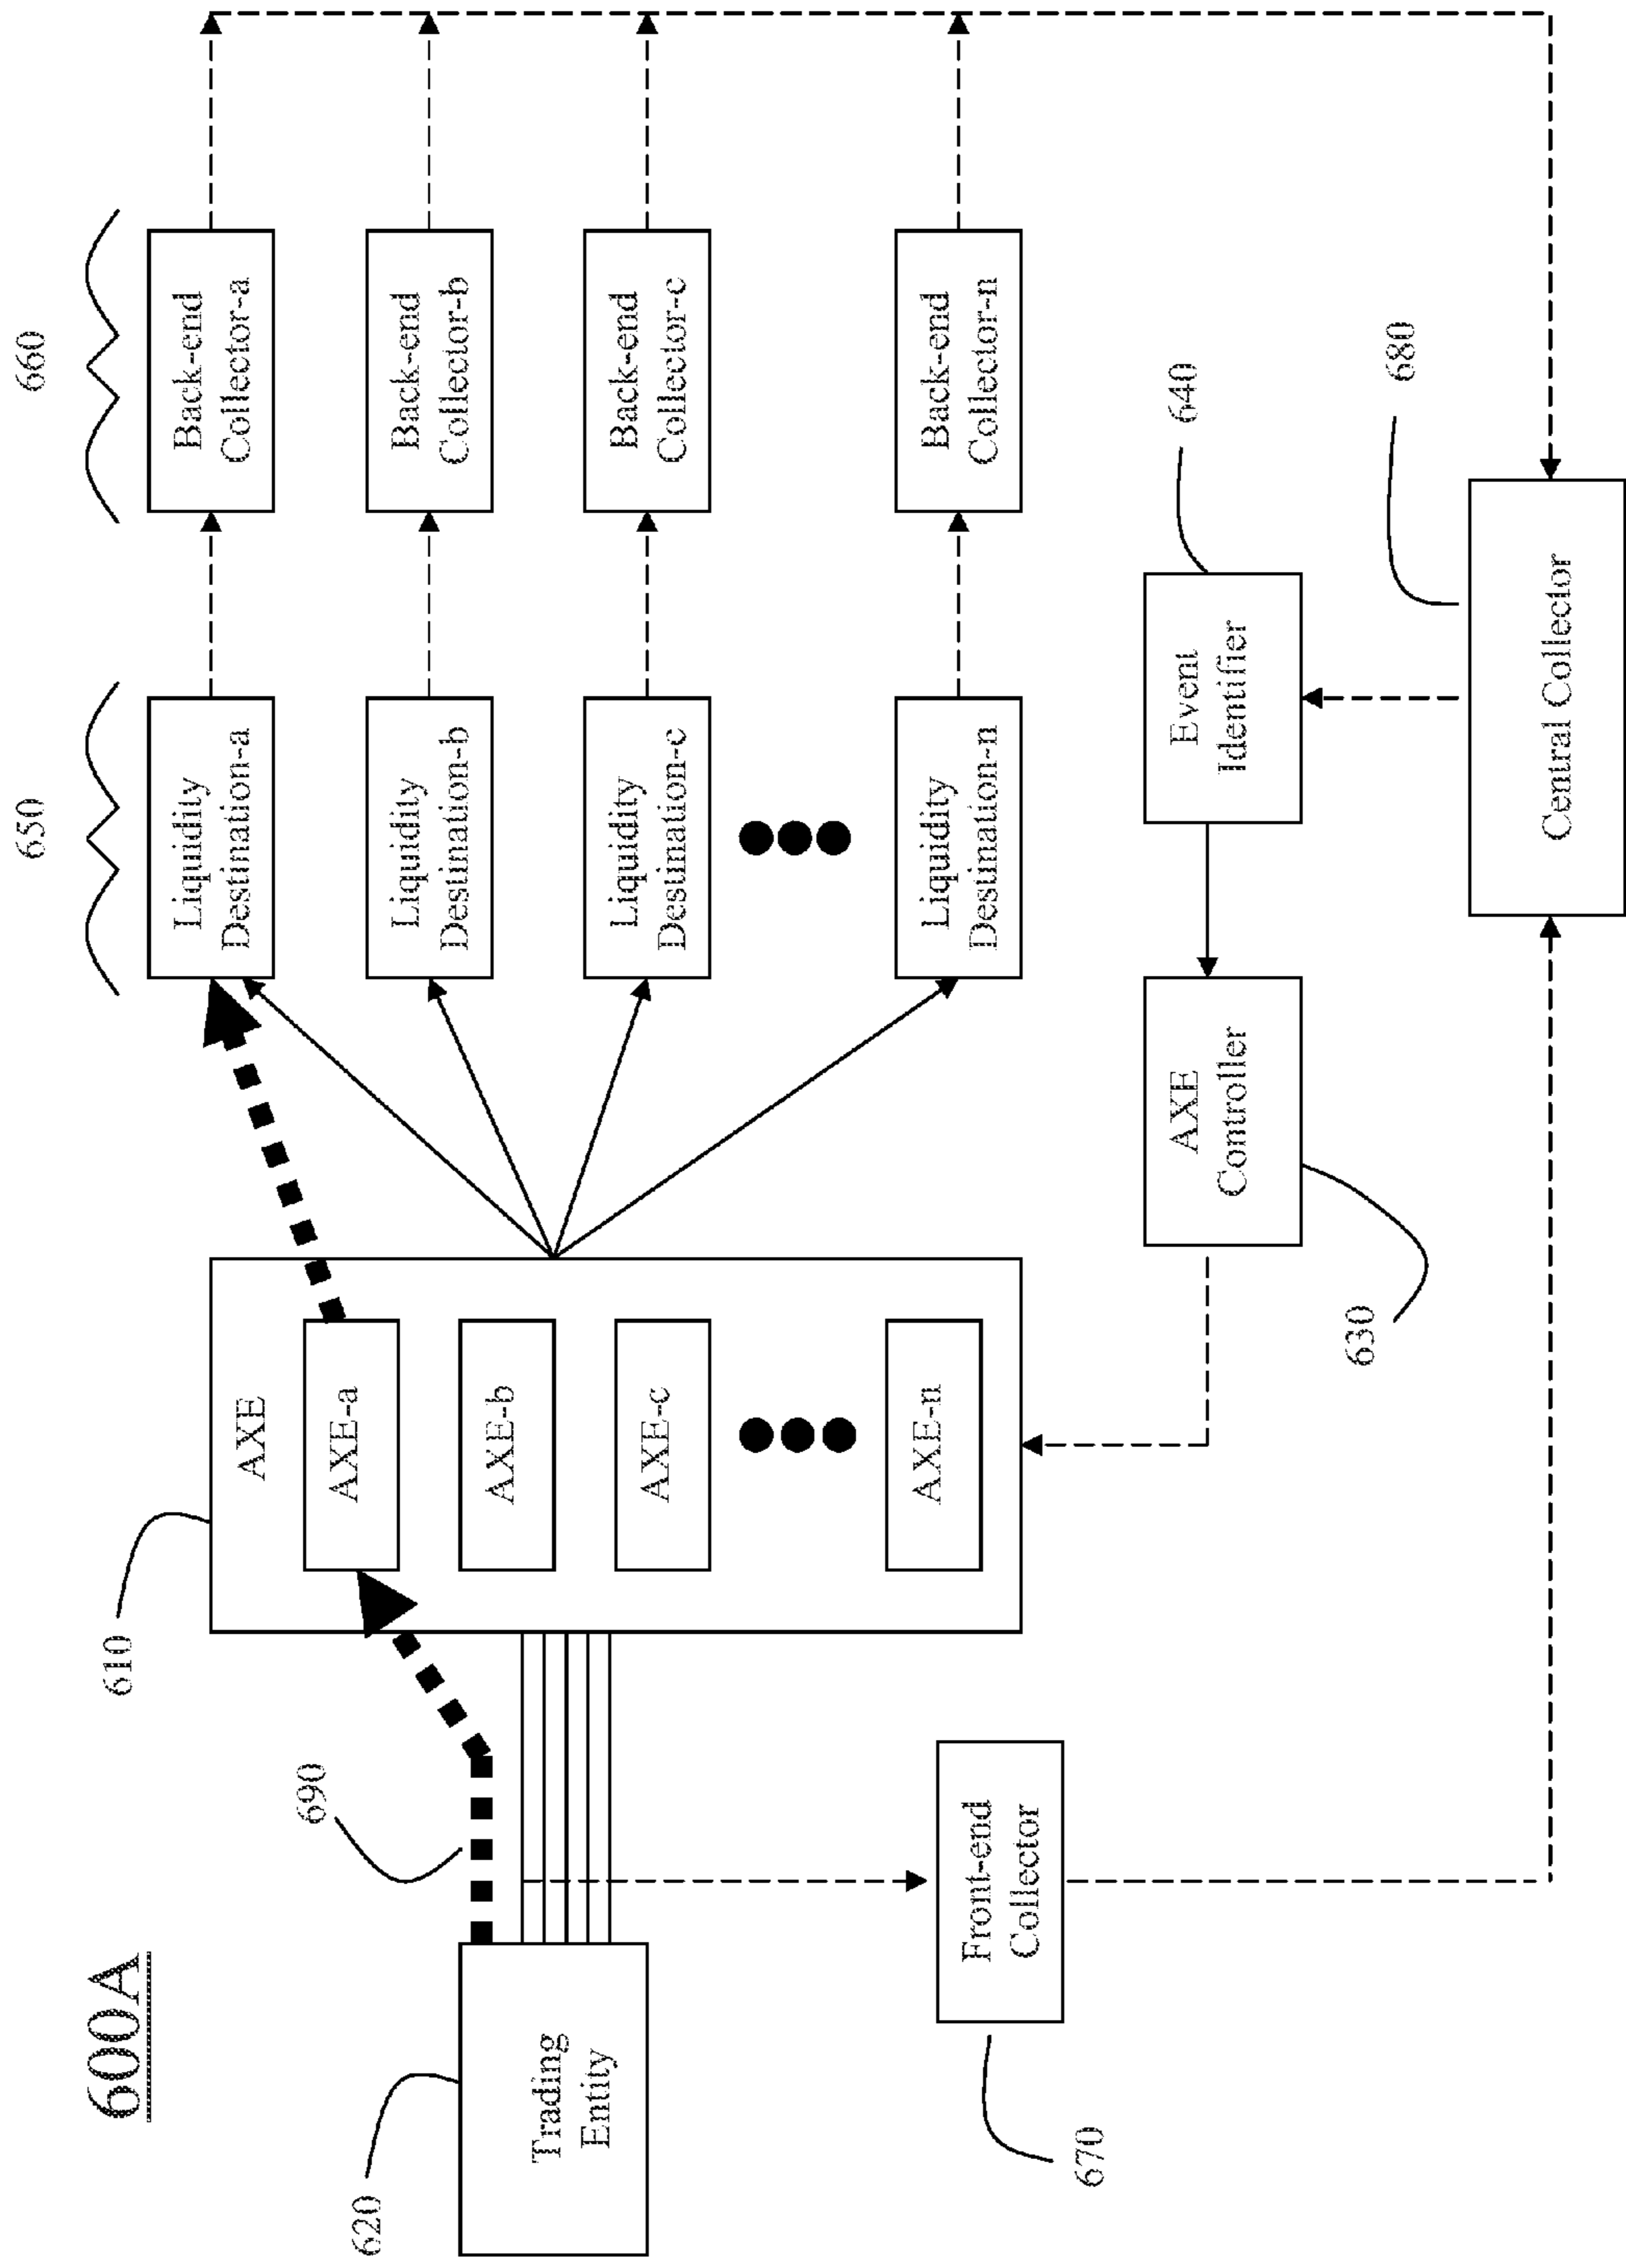 600A
620
Trading
Entity
690
670
Front-end
Collector
610
AXE
AXE-a
AXE-b
AXE-c
AXE-n
630
AXE
Controller
640
Event
Identifier
650
Liquidity
Destination-a
Liquidity
Destination-b
Liquidity
Destination-c
Liquidity
Destination-n
660
Back-end
Collector-a
Back-end
Collector-b
Back-end
Collector-c
Back-end
Collector-n
680
Central Collector